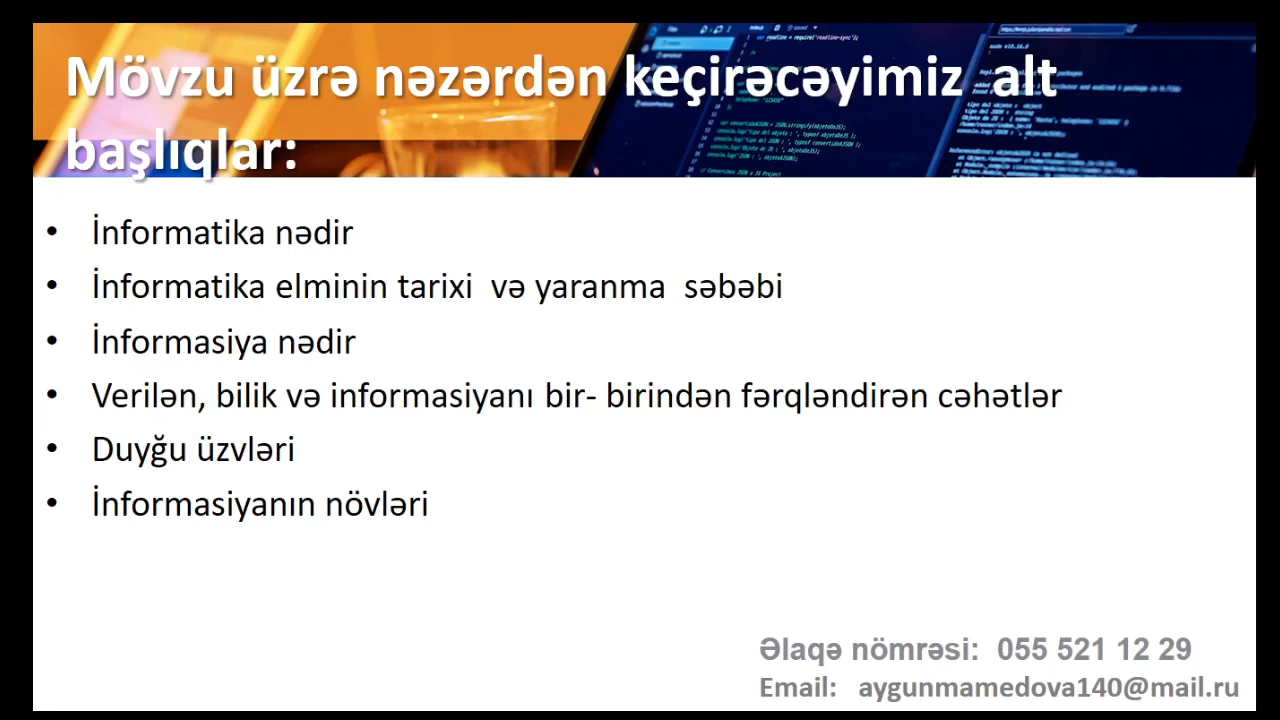 Mövzu üzrə nəzərdən keçirəcəyimiz alt
başlıqlar:
• İnformatika nədir
• İnformatika elminin tarixi və yaranma səbəbi
• İnformasiya nədir
• Verilən, bilik və informasiyanı bir- birindən fərqləndirən cəhətlər
• Duyğu üzvləri
• İnformasiyanın növləri
Əlaqə nömrəsi: 055 521 12 29
Email: aygunmamedova140@mail.ru